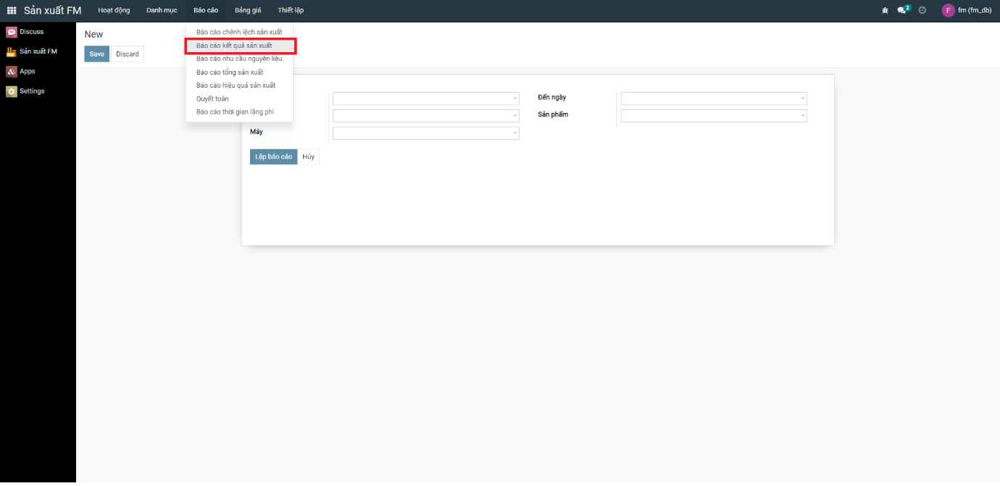 Sản xuất FM Hoạt động Danh mục Báo cáo Bảng giá Thiết lập 2 F fm (fm_db)
Discuss
Sản xuất FM
Apps
Settings
New
Save Discard
Báo cáo chênh lệch sản xuất
Báo cáo kết quả sản xuất
Báo cáo nhu cầu nguyên liệu
Báo cáo tổng sản xuất
Báo cáo hiệu quả sản xuất
Quyết toán
Báo cáo thời gian lãng phí
Đến ngày
Sản phẩm
Máy
Lập báo cáo Hủy